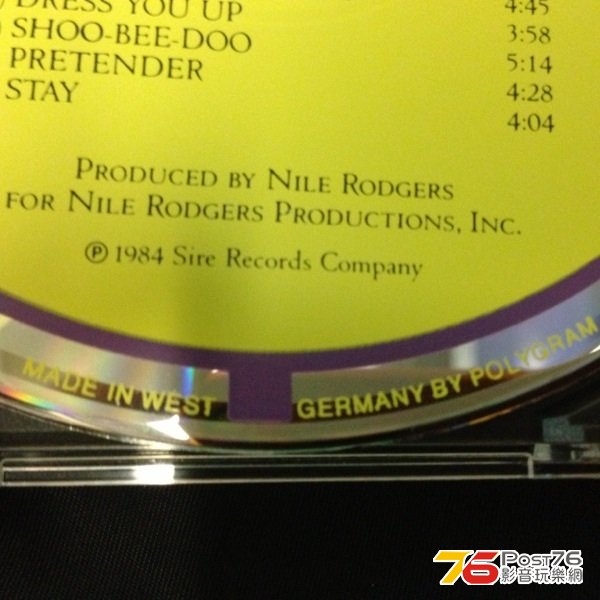 DRESS YOU UP 4:45
SHOO-BEE-DOO 3:58
PRETENDER 5:14
STAY 4:28
4:04
PRODUCED BY NILE RODGERS
FOR NILE RODGERS PRODUCTIONS, INC.
℗ 1984 Sire Records Company
MADE IN WEST GERMANY BY POLYGRAM
76 POST76
影音玩樂網